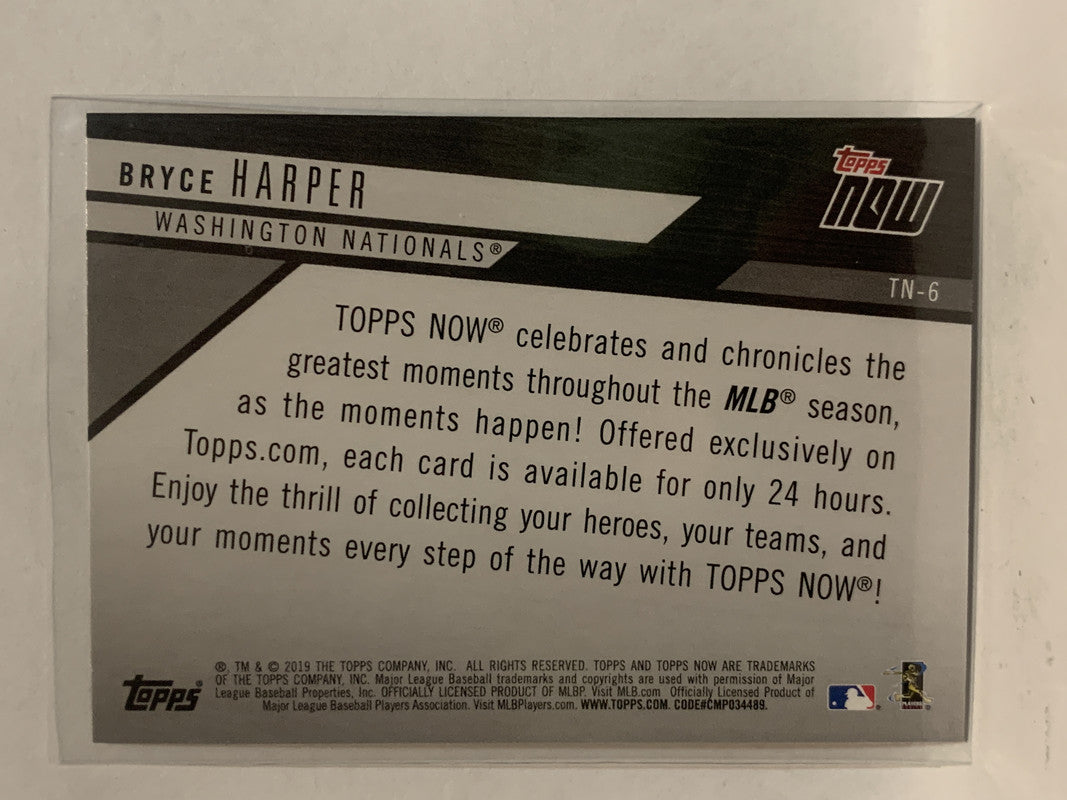 BRYCE HARPER
WASHINGTON NATIONALS®
topps
NOW
TN-6
TOPPS NOW® celebrates and chronicles the
greatest moments throughout the MLB® season,
as the moments happen! Offered exclusively on
Topps.com, each card is available for only 24 hours.
Enjoy the thrill of collecting your heroes, your teams, and
your moments every step of the way with TOPPS NOW®!
topps®
®, TM & © 2019 THE TOPPS COMPANY, INC. ALL RIGHTS RESERVED. TOPPS AND TOPPS NOW ARE TRADEMARKS
OF THE TOPPS COMPANY, INC. Major League Baseball trademarks and copyrights are used with permission of Major
League Baseball Properties, Inc. OFFICIALLY LICENSED PRODUCT OF MLBP. Visit MLB.com Officially Licensed Product of
Major League Baseball Players Association. Visit MLBPlayers.com. WWW.TOPPS.COM. CODE#CMP034489.